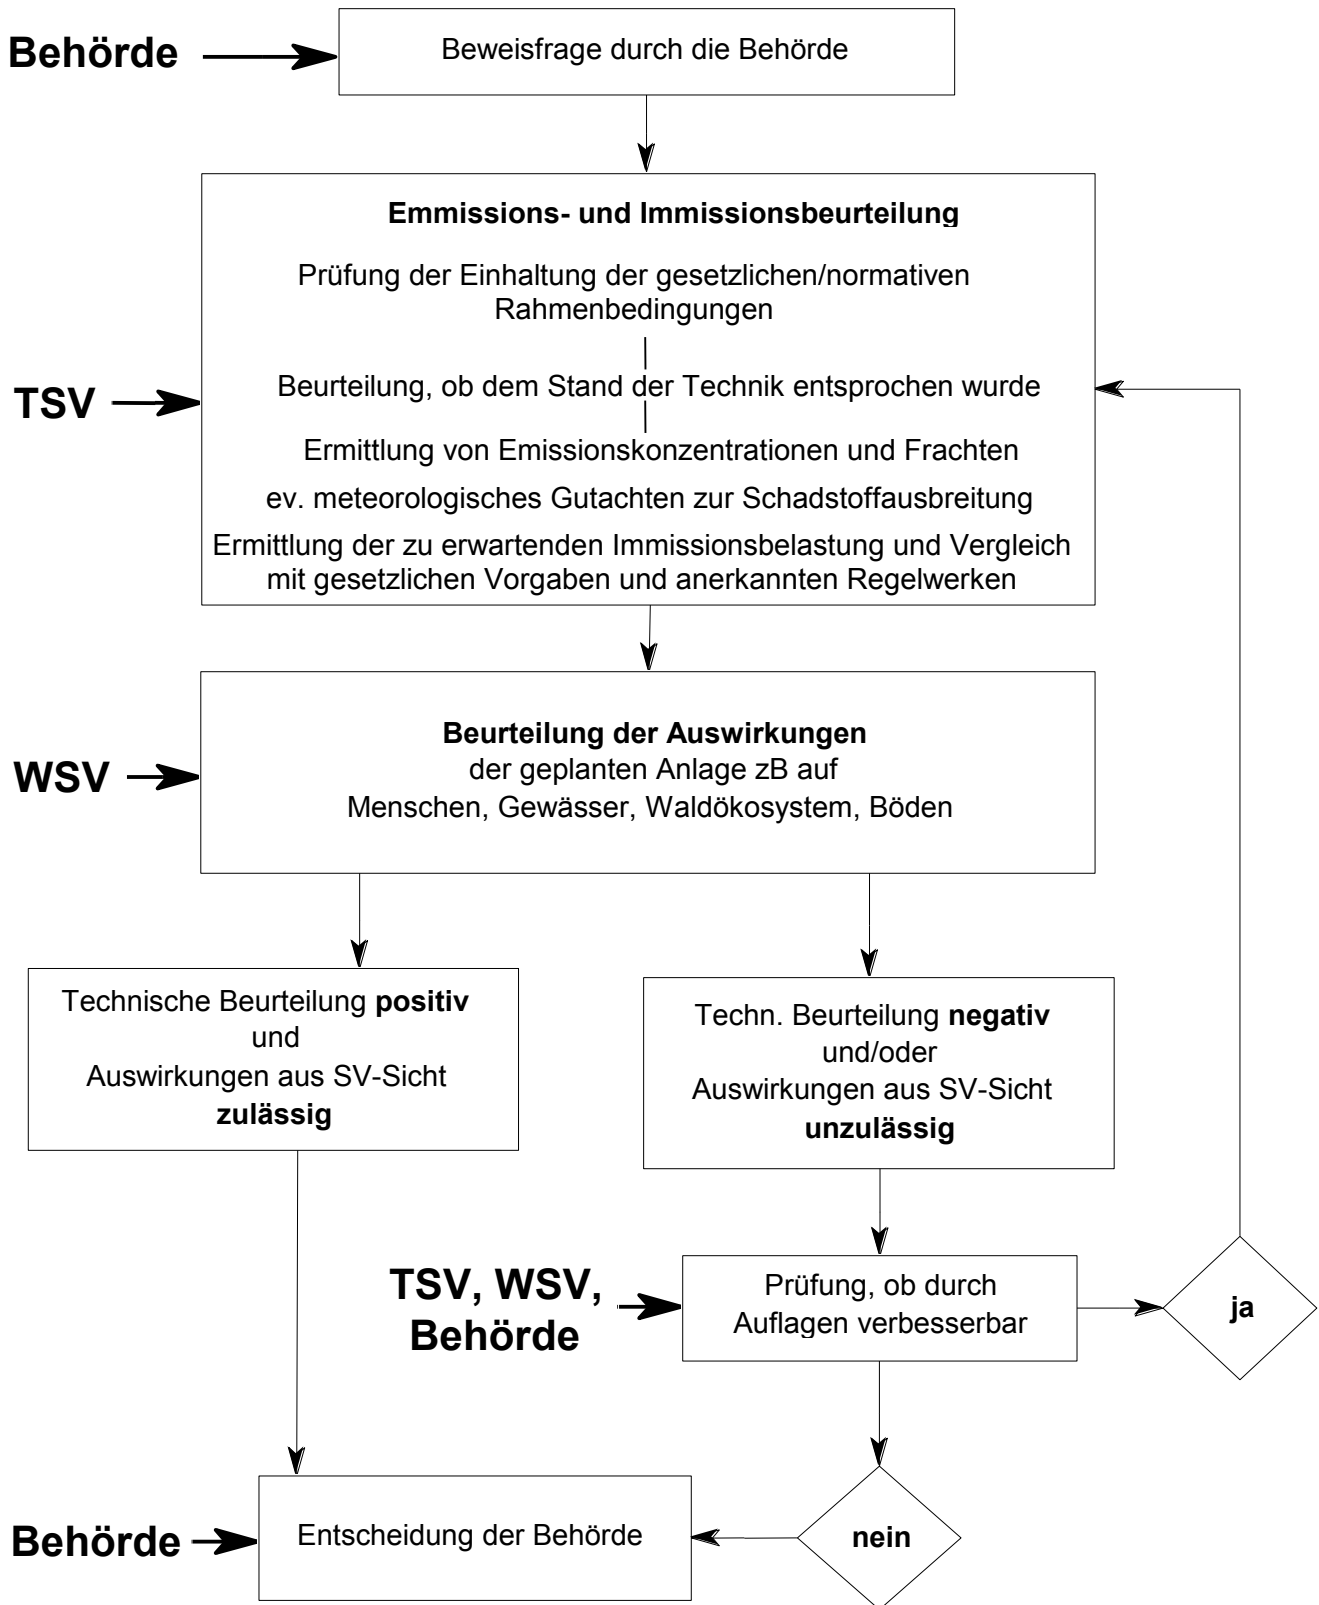 Behörde
Beweisfrage durch die Behörde
Emmissions- und Immissionsbeurteilung
Prüfung der Einhaltung der gesetzlichen/normativen
Rahmenbedingungen
TSV
Beurteilung, ob dem Stand der Technik entsprochen wurde
Ermittlung von Emissionskonzentrationen und Frachten
ev. meteorologisches Gutachten zur Schadstoffausbreitung
Ermittlung der zu erwartenden Immissionsbelastung und Vergleich
mit gesetzlichen Vorgaben und anerkannten Regelwerken
WSV
Beurteilung der Auswirkungen
der geplanten Anlage zB auf
Menschen, Gewässer, Waldökosystem, Böden
Technische Beurteilung positiv
und
Auswirkungen aus SV-Sicht
zulässig
Techn. Beurteilung negativ
und/oder
Auswirkungen aus SV-Sicht
unzulässig
TSV, WSV,
Behörde
Prüfung, ob durch
Auflagen verbesserbar
ja
Behörde
Entscheidung der Behörde
nein